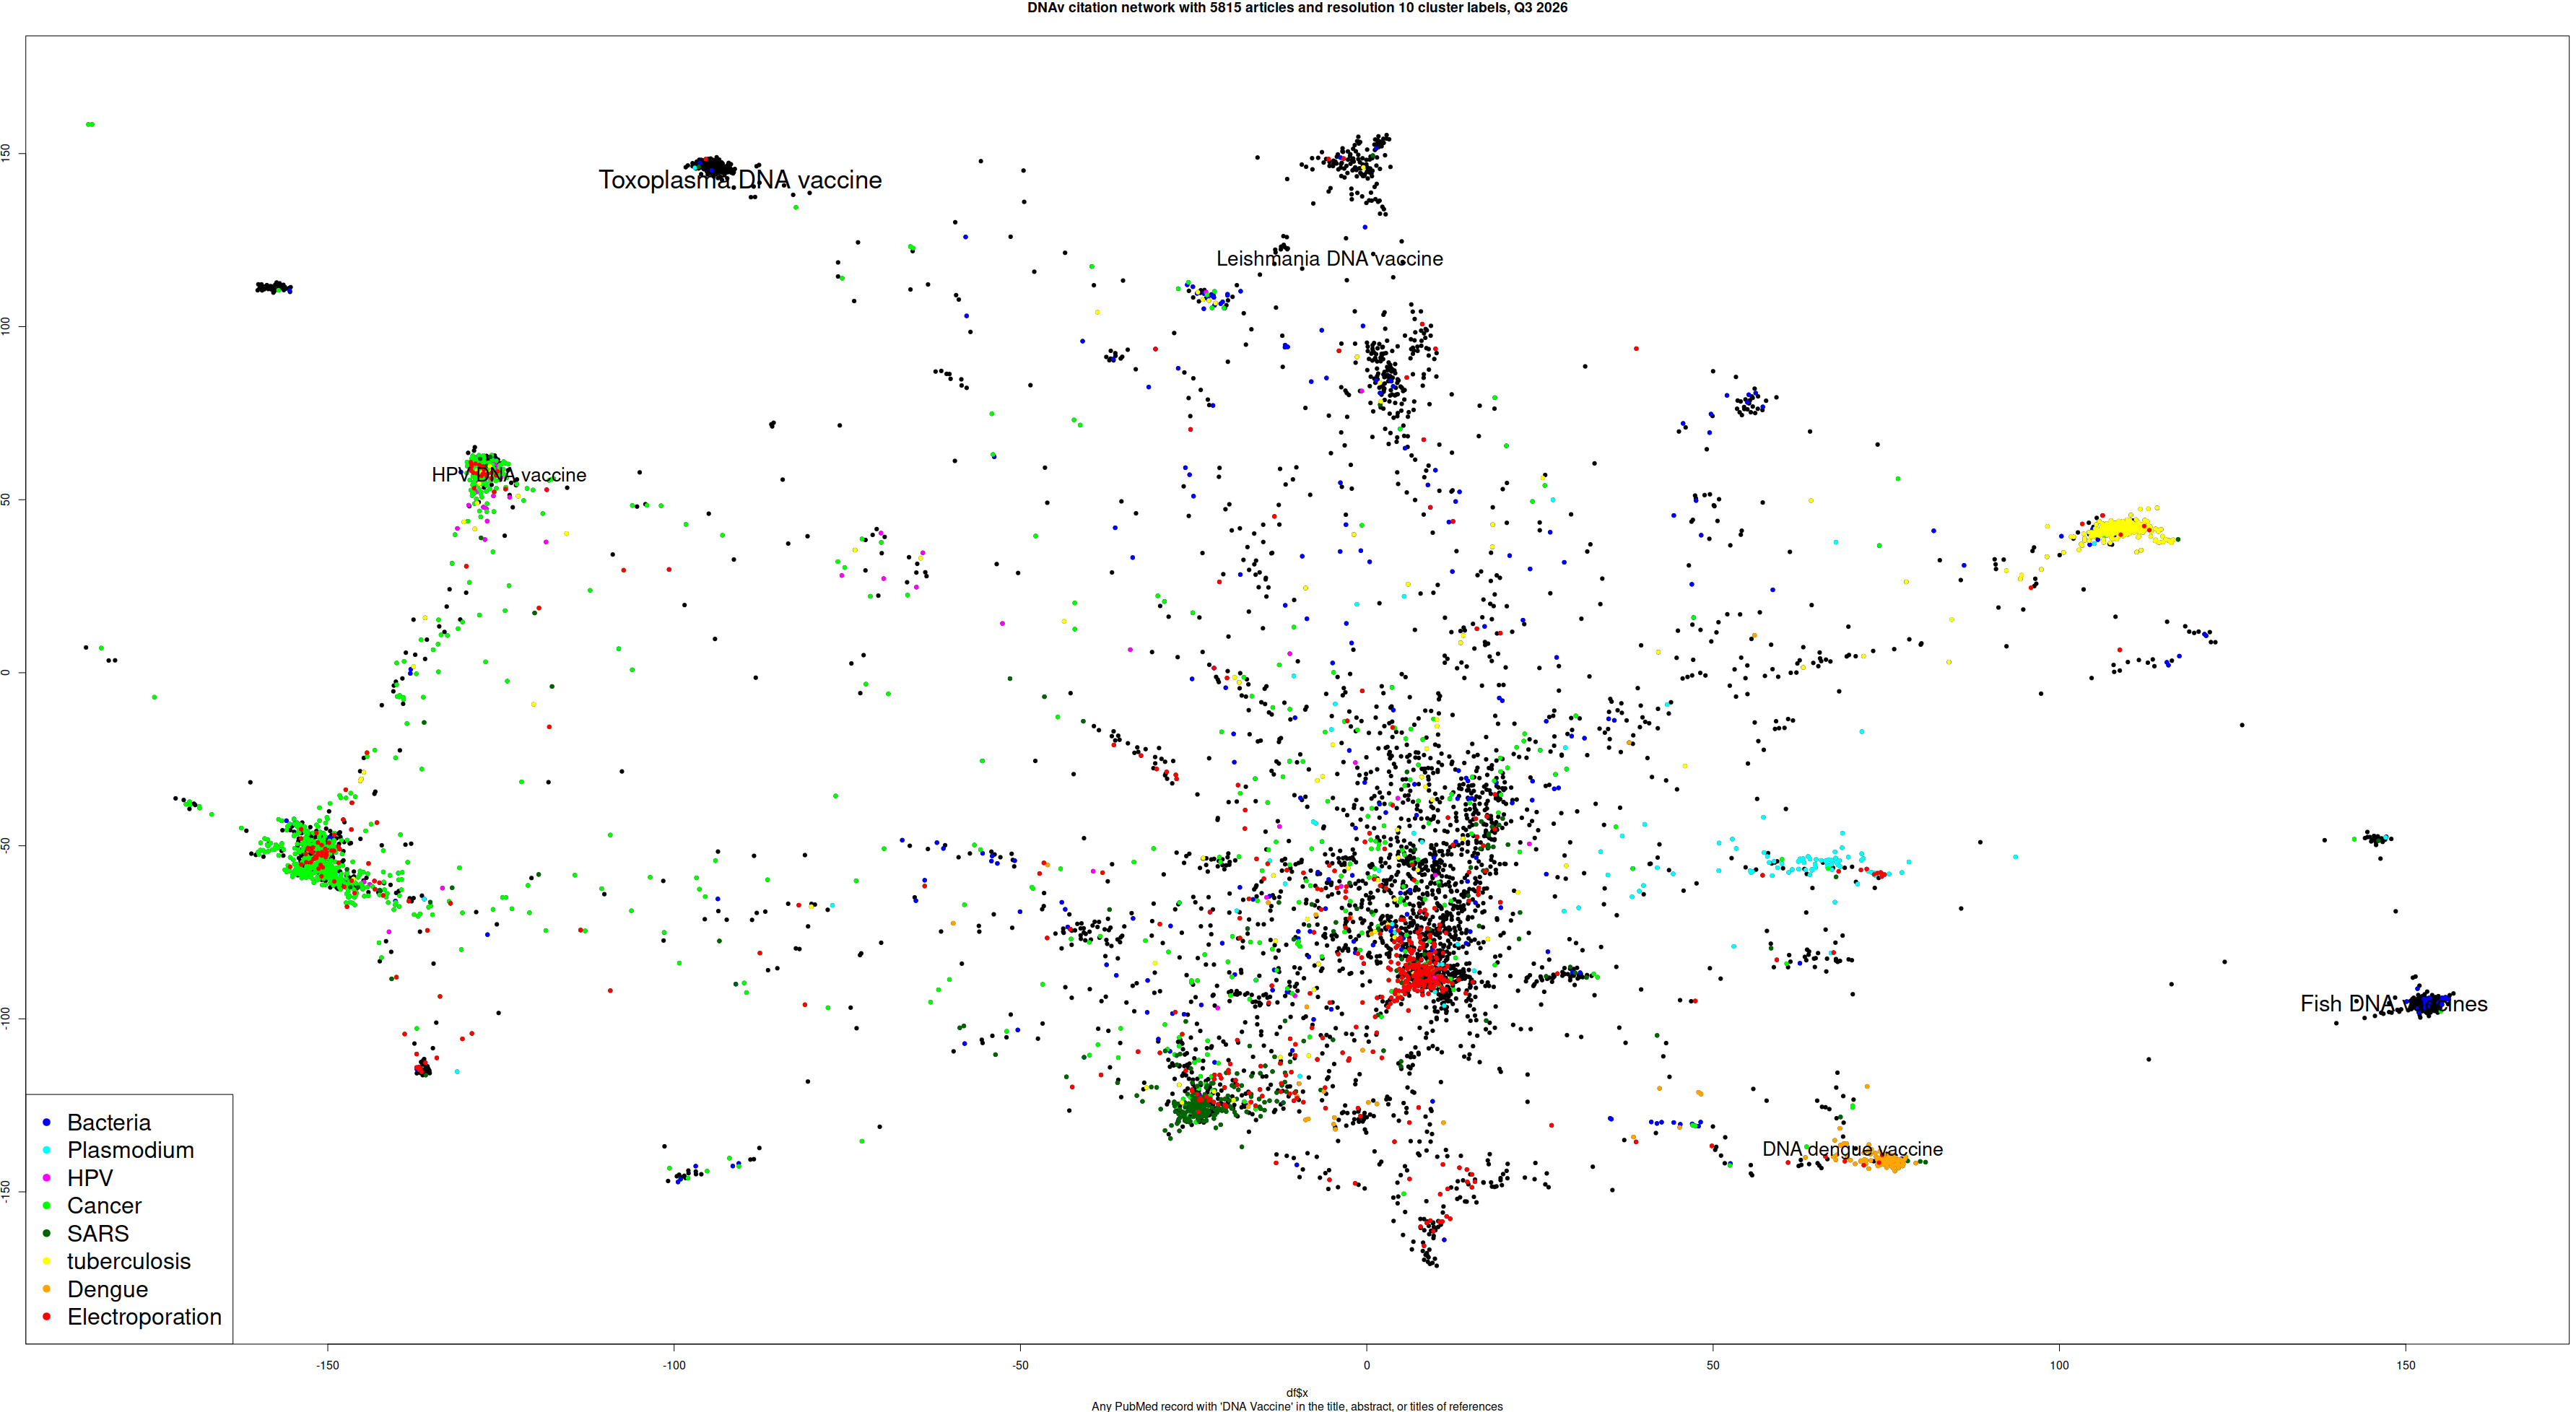 DNAv citation network with 5815 articles and resolution 10 cluster labels, Q3 2026
150
100
50
0
-50
-100
-150
Toxoplasma DNA vaccine
Leishmania DNA vaccine
HPV DNA vaccine
Fish DNA vaccines
DNA dengue vaccine
Bacteria
Plasmodium
HPV
Cancer
SARS
tuberculosis
Dengue
Electroporation
-150
-100
-50
0
50
100
150
df$x
Any PubMed record with 'DNA Vaccine' in the title, abstract, or titles of references